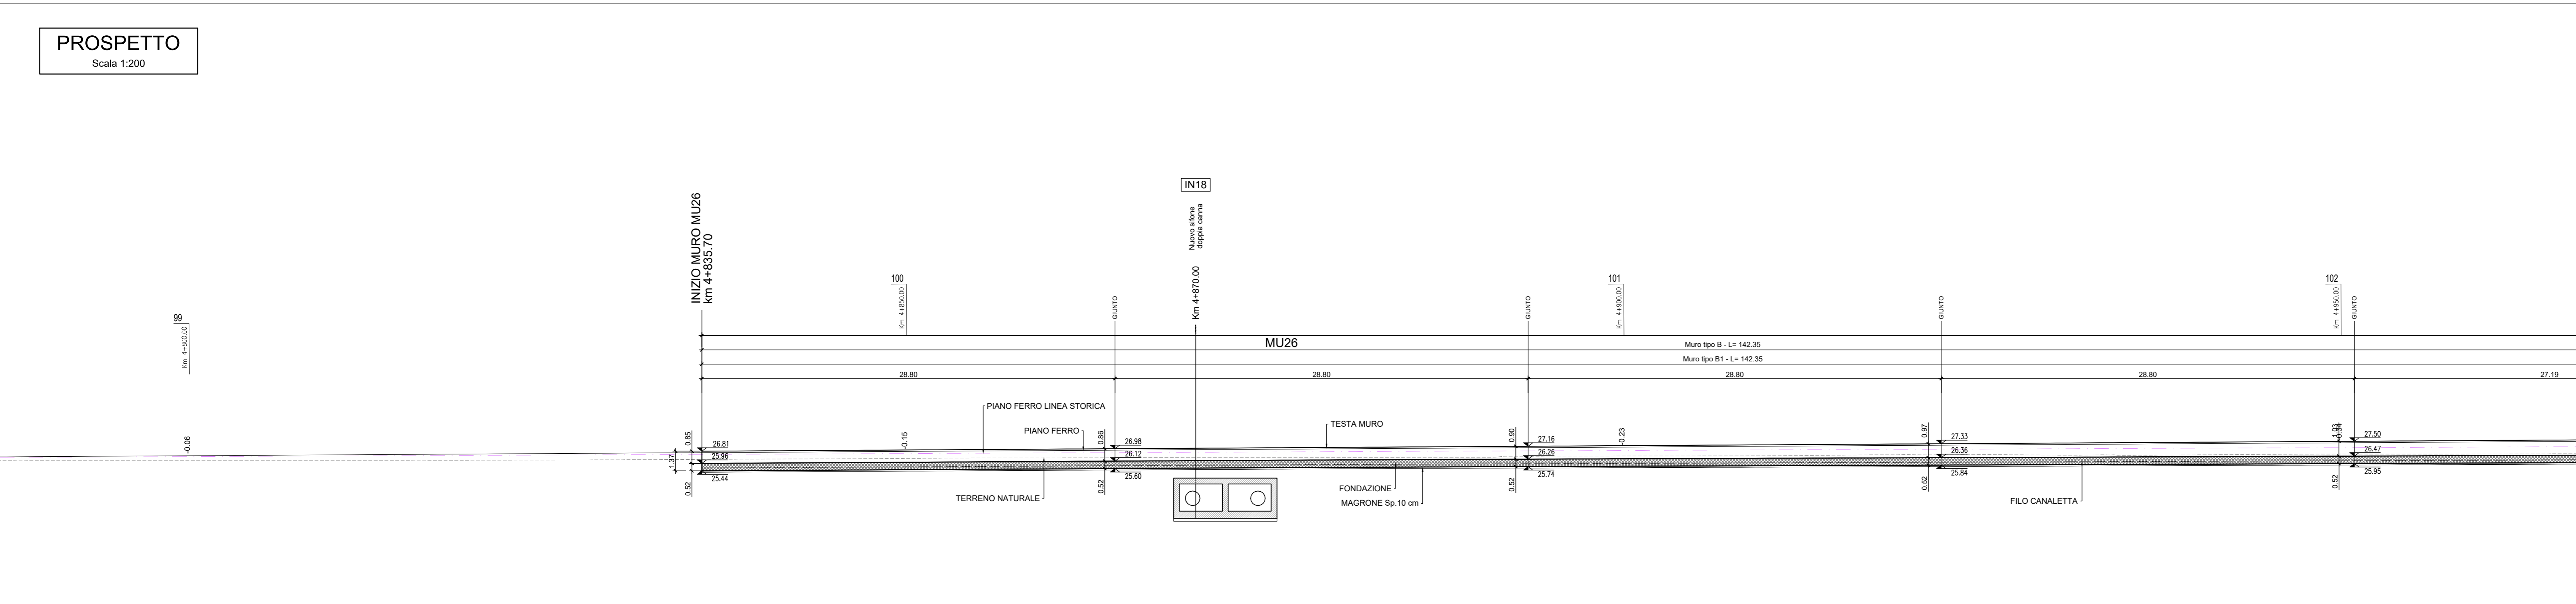 PROSPETTO
Scala 1:200
INIZIO MURO MU26
km 4+835.70
IN18
Nuovo sifone
doppia canna
Km 4+870.00
99
Km 4+800.00
100
Km 4+850.00
101
Km 4+900.00
102
Km 4+950.00
GIUNTO
GIUNTO
GIUNTO
GIUNTO
MU26
Muro tipo B - L= 142.35
Muro tipo B1 - L= 142.35
28.80
28.80
28.80
28.80
27.19
PIANO FERRO LINEA STORICA
PIANO FERRO
TESTA MURO
-0.06
-0.15
-0.23
-0.34
0.85
1.37
0.52
26.81
25.96
25.44
0.86
0.52
26.98
26.12
25.60
0.90
0.52
27.16
26.26
25.74
0.97
0.52
27.33
26.36
25.84
1.03
0.52
27.50
26.47
25.95
TERRENO NATURALE
FONDAZIONE
MAGRONE Sp.10 cm
FILO CANALETTA